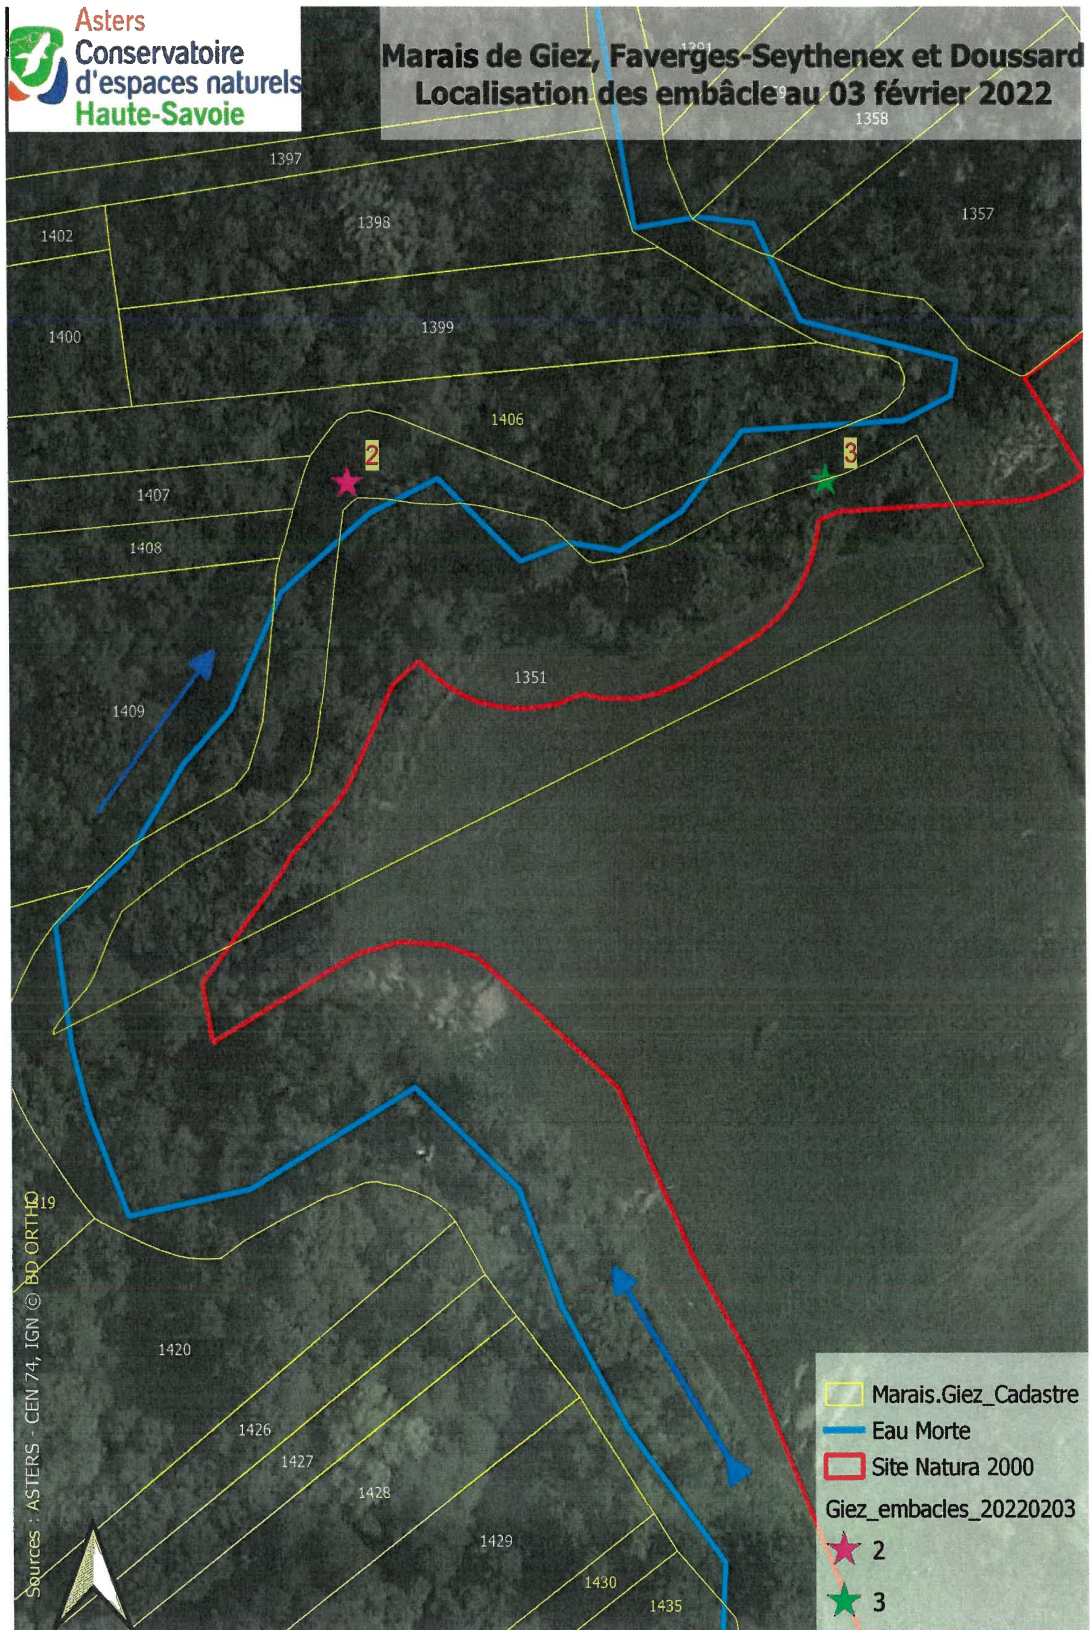 Asters
Conservatoire
d'espaces naturels
Haute-Savoie
Marais de Giez, Faverges-Seythenex et Doussard
Localisation des embâcle au 03 février 2022
1391
1358
1397
1357
1402
1398
1400
1399
1406
2
3
1407
1408
1351
1409
1420
1426
1427
1428
1429
1430
1435
Sources : ASTERS - CEN 74, IGN © BD ORTHO
Marais.Giez_Cadastre
Eau Morte
Site Natura 2000
Giez_embacles_20220203
2
3